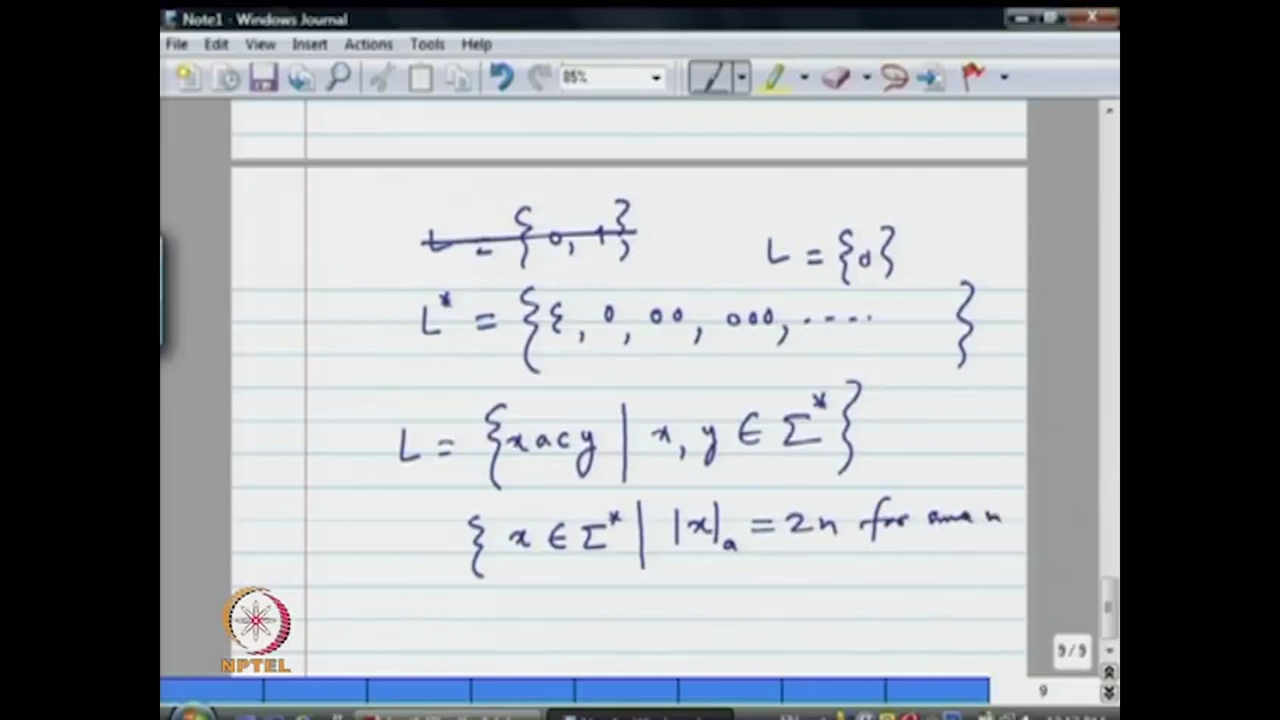 Note1 - Windows Journal
File Edit View Insert Actions Tools Help
85%
L = {0, 1}
L = {0}
L* = {ε, 0, 00, 000, ..... }
L = {x a c y | x, y ∈ Σ*}
{ x ∈ Σ* | |x|ₐ = 2n for some n
NPTEL
9 / 9
9